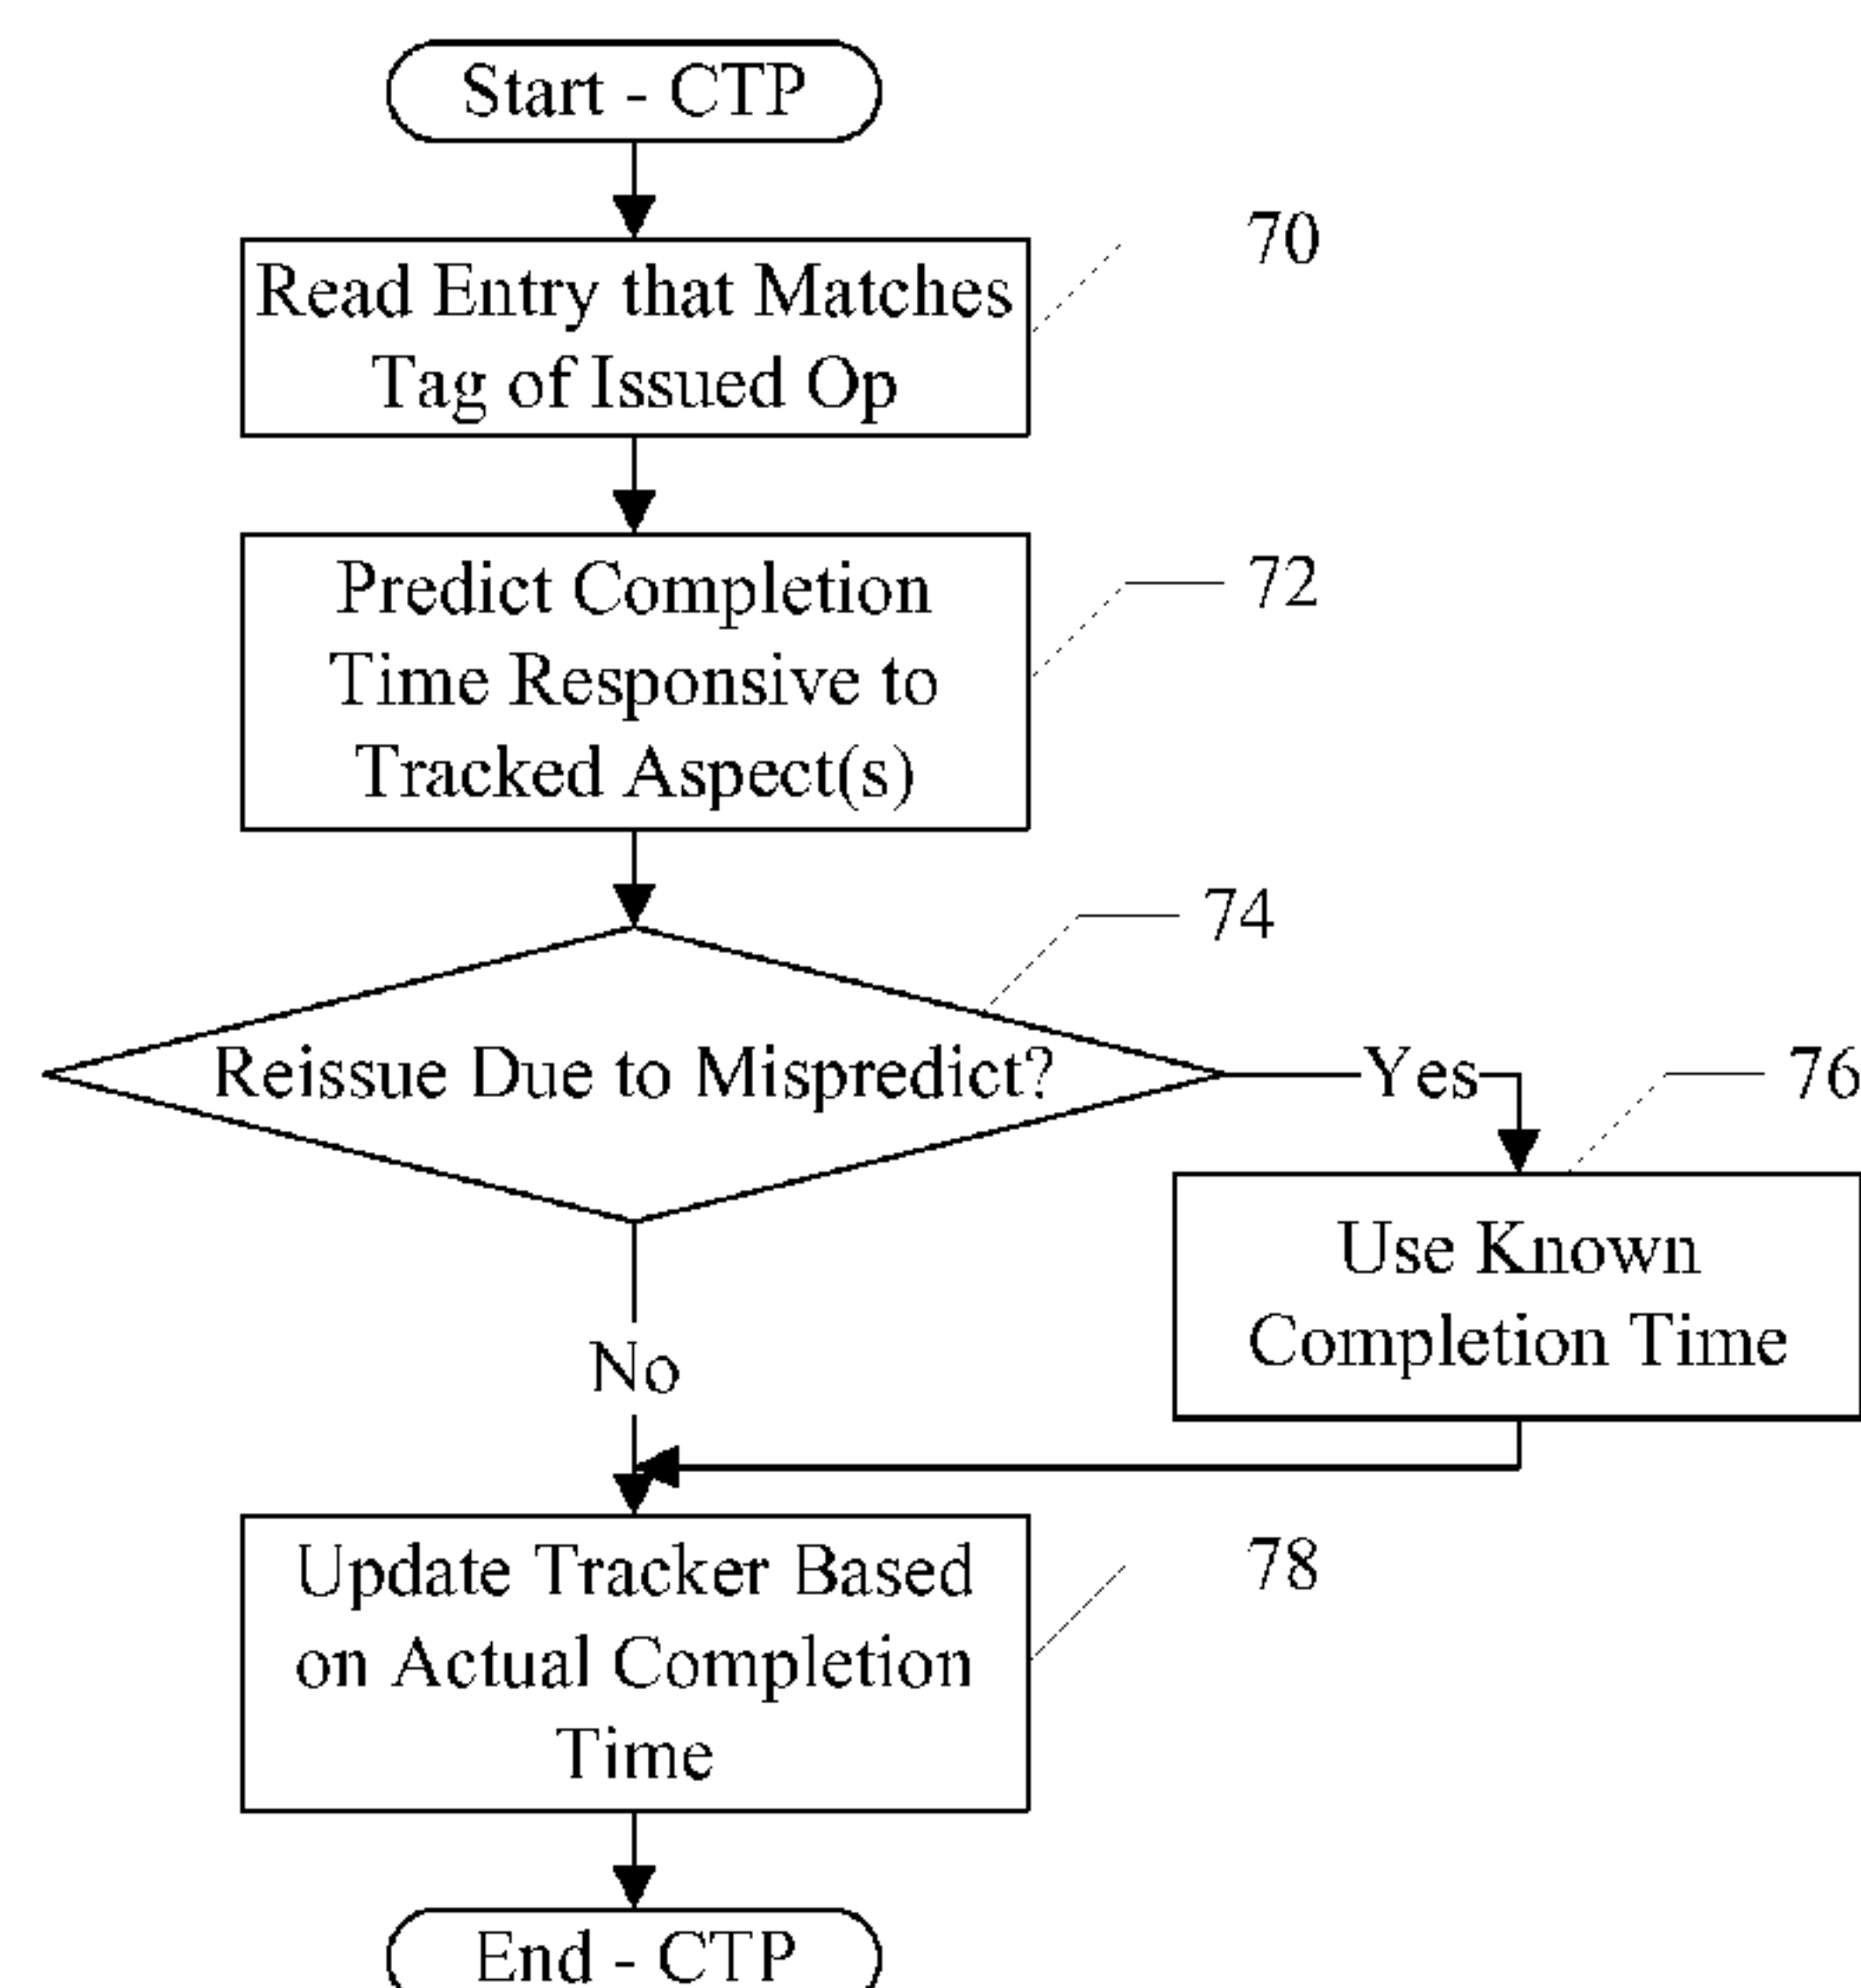 Start - CTP
70
Read Entry that Matches
Tag of Issued Op
72
Predict Completion
Time Responsive to
Tracked Aspect(s)
74
Reissue Due to Mispredict?
Yes
76
Use Known
Completion Time
No
78
Update Tracker Based
on Actual Completion
Time
End - CTP